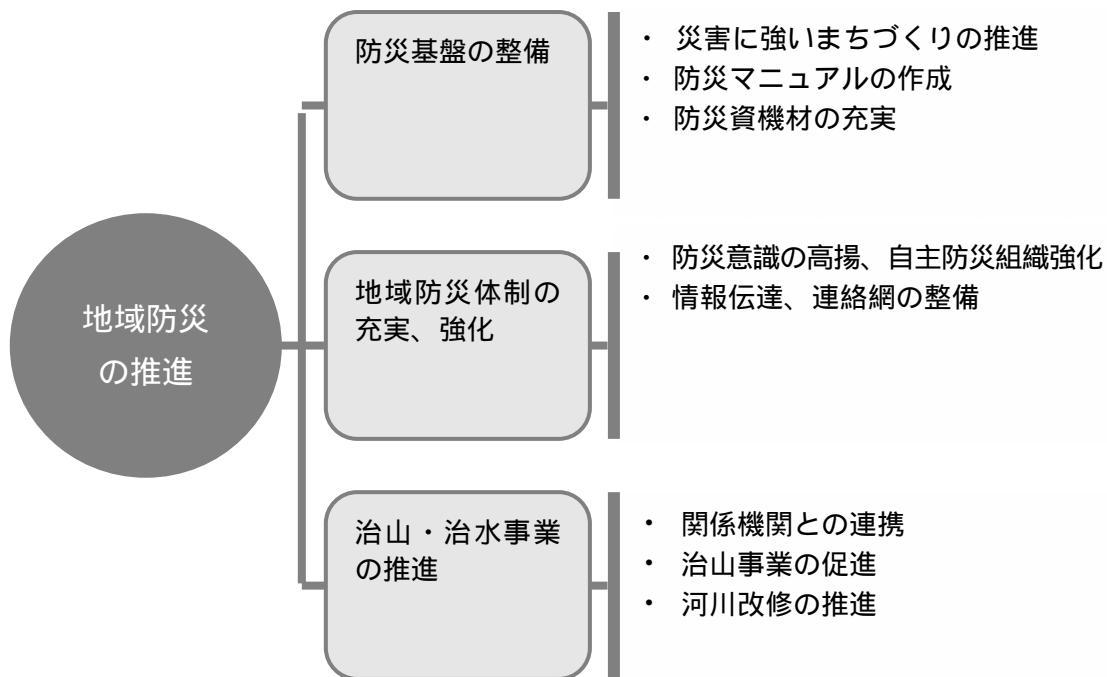 地域防災
の推進
防災基盤の整備
・ 災害に強いまちづくりの推進
・ 防災マニュアルの作成
・ 防災資機材の充実
地域防災体制の
充実、強化
・ 防災意識の高揚、自主防災組織強化
・ 情報伝達、連絡網の整備
治山・治水事業
の推進
・ 関係機関との連携
・ 治山事業の促進
・ 河川改修の推進